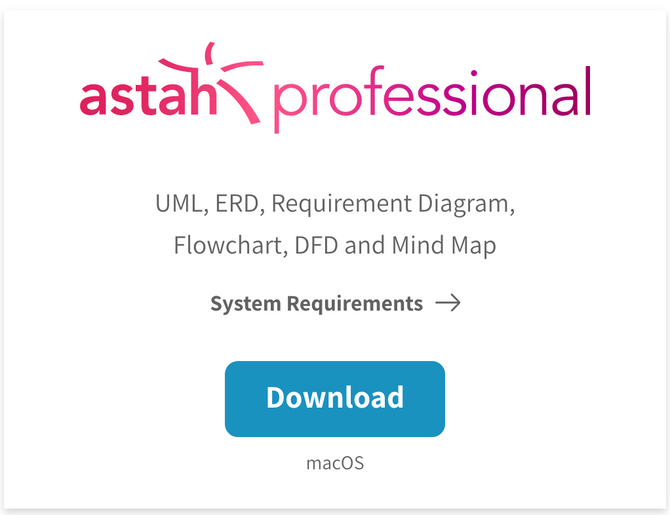 astah professional
UML, ERD, Requirement Diagram,
Flowchart, DFD and Mind Map
System Requirements →
Download
macOS